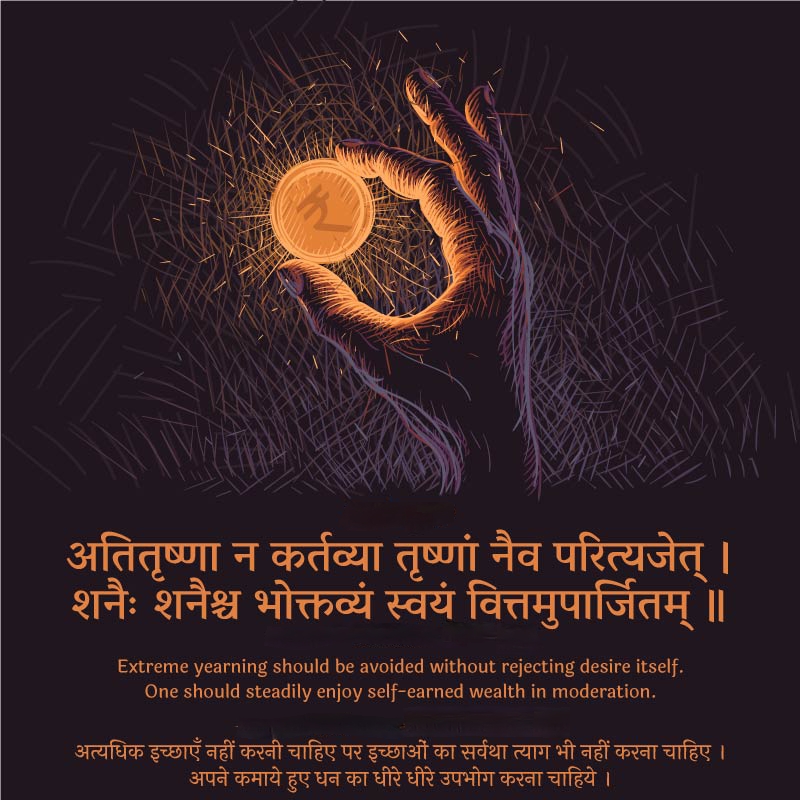 अतितृष्णा न कर्तव्या तृष्णां नैव परित्यजेत् ।
शनैः शनैश्च भोक्तव्यं स्वयं वित्तमुपार्जितम् ॥
Extreme yearning should be avoided without rejecting desire itself.
One should steadily enjoy self-earned wealth in moderation.
अत्यधिक इच्छाएँ नहीं करनी चाहिए पर इच्छाओं का सर्वथा त्याग भी नहीं करना चाहिए ।
अपने कमाये हुए धन का धीरे धीरे उपभोग करना चाहिये ।